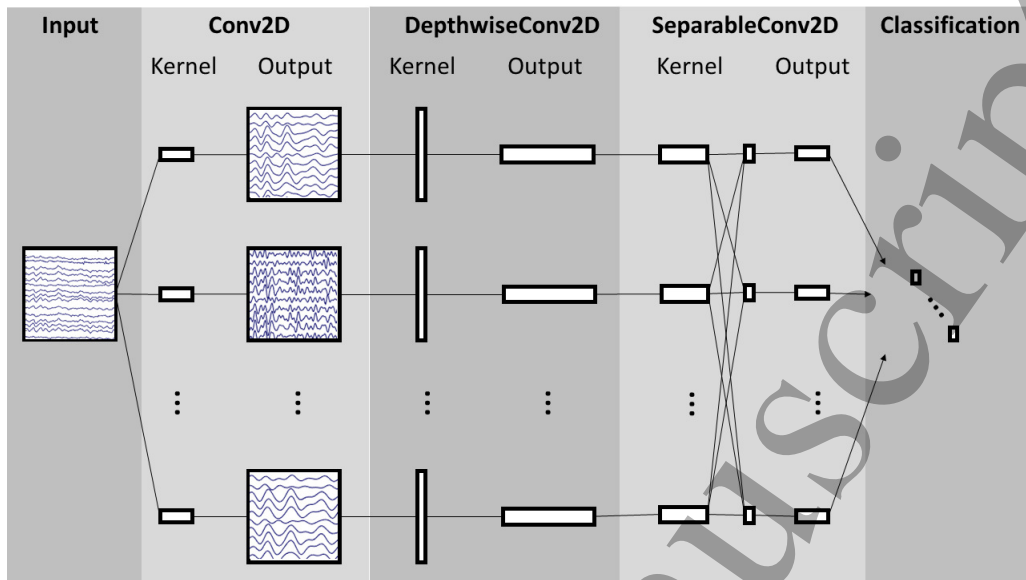 Input Conv2D DepthwiseConv2D SeparableConv2D Classification
Kernel Output Kernel Output Kernel Output